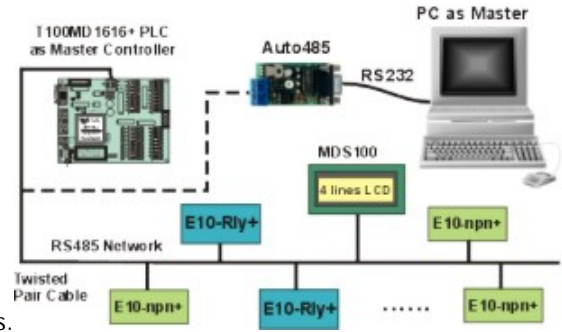 T100MD1616+ PLC
as Master Controller
Auto485
PC as Master
RS232
MDS100
4 lines LCD
E10-Rly+
E10-npn+
RS485 Network
Twisted
Pair Cable
E10-npn+
E10-Rly+
......
E10-npn+
s.